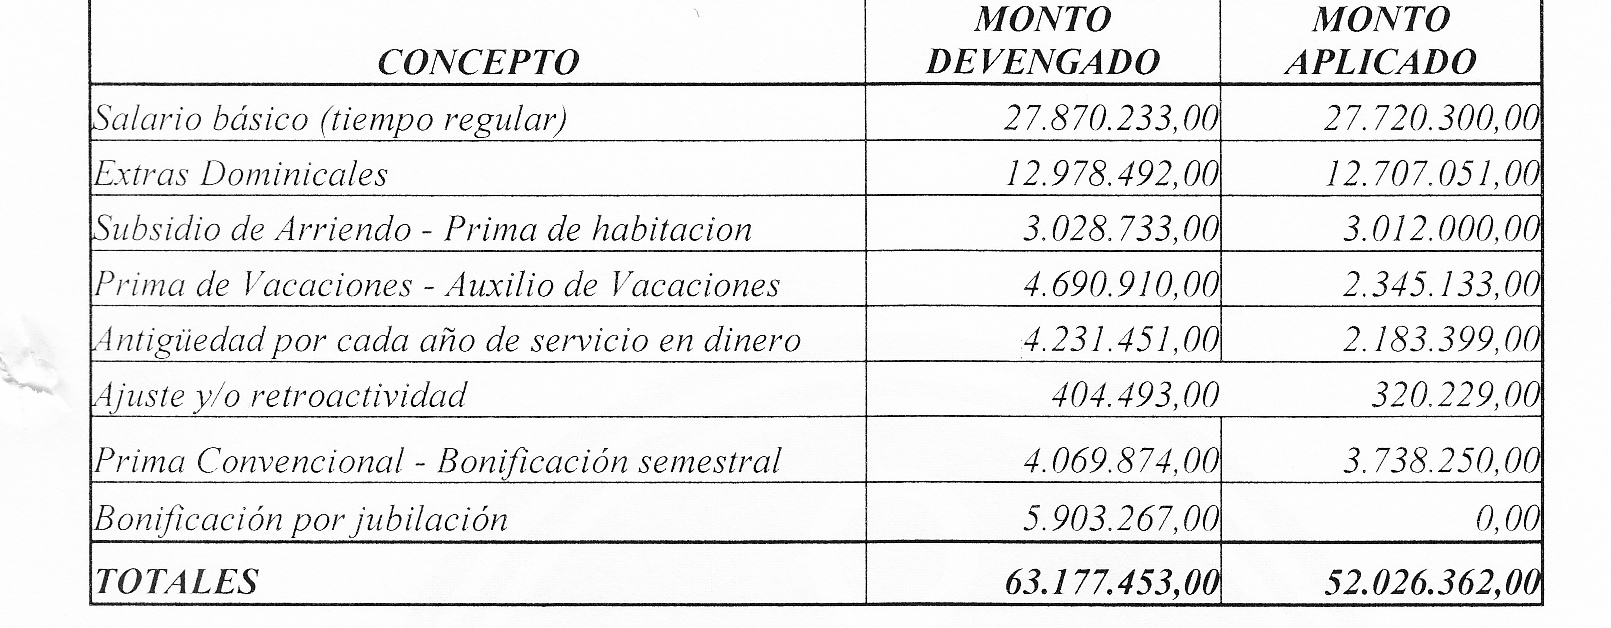 CONCEPTO MONTO DEVENGADO MONTO APLICADO
Salario básico (tiempo regular) 27.870.233,00 27.720.300,00
Extras Dominicales 12.978.492,00 12.707.051,00
Subsidio de Arriendo - Prima de habitacion 3.028.733,00 3.012.000,00
Prima de Vacaciones - Auxilio de Vacaciones 4.690.910,00 2.345.133,00
Antigüedad por cada año de servicio en dinero 4.231.451,00 2.183.399,00
Ajuste y/o retroactividad 404.493,00 320.229,00
Prima Convencional - Bonificación semestral 4.069.874,00 3.738.250,00
Bonificación por jubilación 5.903.267,00 0,00
TOTALES 63.177.453,00 52.026.362,00